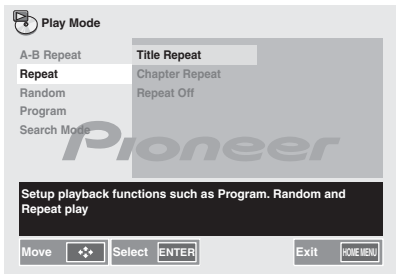 Play Mode
A-B Repeat
Repeat
Random
Program
Search Mode
Title Repeat
Chapter Repeat
Repeat Off
Pioneer
Setup playback functions such as Program. Random and
Repeat play
Move Select ENTER Exit HOME MENU